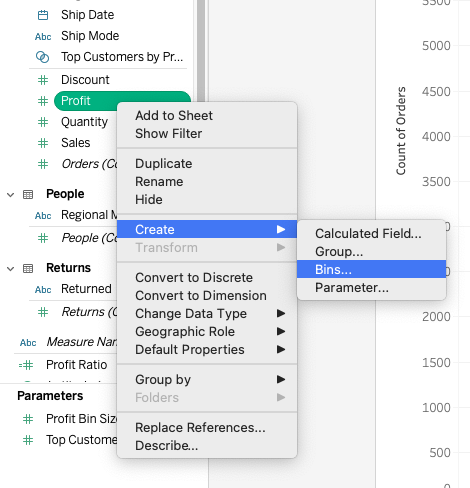 Ship Date
Abc Ship Mode
Top Customers by Pr...
Discount
Profit
Quantity
Sales
Orders (Co
People
Abc Regional M
People (Co
Returns
Abc Returned
Returns (C
Abc Measure Nam
Profit Ratio
Parameters
Profit Bin Size
Top Custome
Add to Sheet
Show Filter
Duplicate
Rename
Hide
Create
Transform
Convert to Discrete
Convert to Dimension
Change Data Type
Geographic Role
Default Properties
Group by
Folders
Replace References...
Describe...
Calculated Field...
Group...
Bins...
Parameter...
Count of Orders
5500
5000
4500
4000
3500
2000
1500
1000
500
0